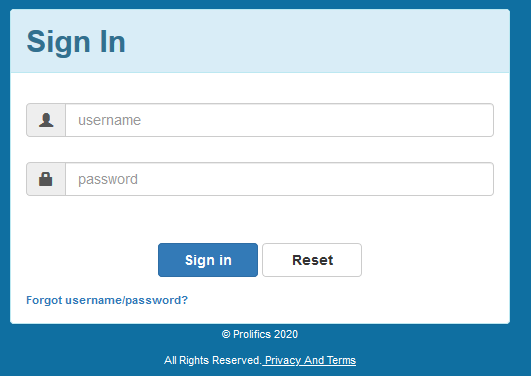 Sign In
username
password
Sign in Reset
Forgot username/password?
© Prolifics 2020
All Rights Reserved. Privacy And Terms